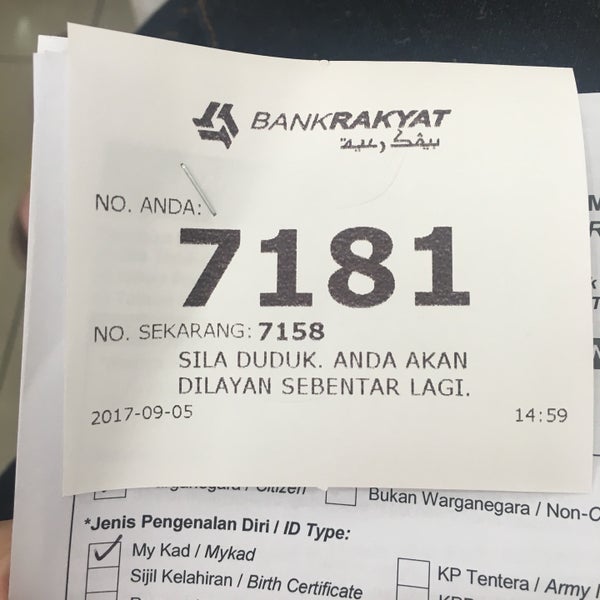 BANKRAKYAT
بيڠک رعية
NO. ANDA:
7181
NO. SEKARANG: 7158
SILA DUDUK. ANDA AKAN
DILAYAN SEBENTAR LAGI.
2017-09-05 14:59
Citizen Bukan Warganegara / Non-C
*Jenis Pengenalan Diri / ID Type:
My Kad / Mykad
Sijil Kelahiran / Birth Certificate
KP Tentera / Army